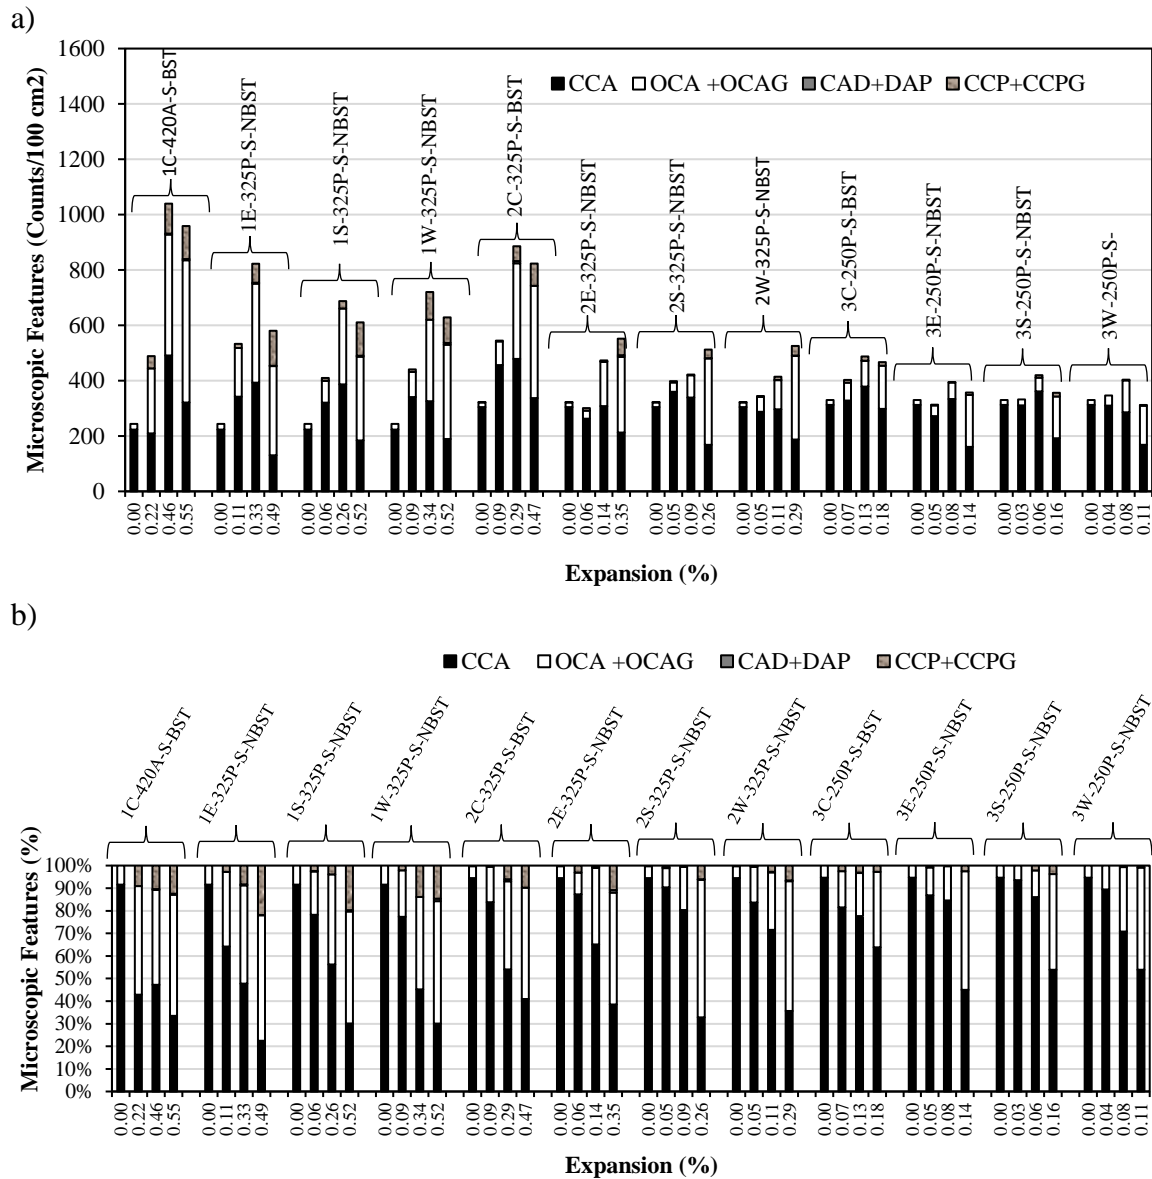 a)
Microscopic Features (Counts/100 cm2)
1600
1400
1200
1000
800
600
400
200
0
CCA OCA +OCAG CAD+DAP CCP+CCPG
1C-420A-S-BST
1E-325P-S-NBST
1S-325P-S-NBST
1W-325P-S-NBST
2C-325P-S-BST
2E-325P-S-NBST
2S-325P-S-NBST
2W-325P-S-NBST
3C-250P-S-BST
3E-250P-S-NBST
3S-250P-S-NBST
3W-250P-S-
0.00 0.22 0.46 0.55 0.00 0.11 0.33 0.49 0.00 0.06 0.26 0.52 0.00 0.09 0.34 0.52 0.00 0.09 0.29 0.47 0.00 0.06 0.14 0.35 0.00 0.05 0.09 0.26 0.00 0.05 0.11 0.29 0.00 0.07 0.13 0.18 0.00 0.05 0.08 0.14 0.00 0.03 0.06 0.16 0.00 0.04 0.08 0.11
Expansion (%)
b)
CCA OCA +OCAG CAD+DAP CCP+CCPG
1C-420A-S-BST
1E-325P-S-NBST
1S-325P-S-NBST
1W-325P-S-NBST
2C-325P-S-BST
2E-325P-S-NBST
2S-325P-S-NBST
2W-325P-S-NBST
3C-250P-S-BST
3E-250P-S-NBST
3S-250P-S-NBST
3W-250P-S-NBST
Microscopic Features (%)
100%
90%
80%
70%
60%
50%
40%
30%
20%
10%
0%
0.00 0.22 0.46 0.55 0.00 0.11 0.33 0.49 0.00 0.06 0.26 0.52 0.00 0.09 0.34 0.52 0.00 0.09 0.29 0.47 0.00 0.06 0.14 0.35 0.00 0.05 0.09 0.26 0.00 0.05 0.11 0.29 0.00 0.07 0.13 0.18 0.00 0.05 0.08 0.14 0.00 0.03 0.06 0.16 0.00 0.04 0.08 0.11
Expansion (%)